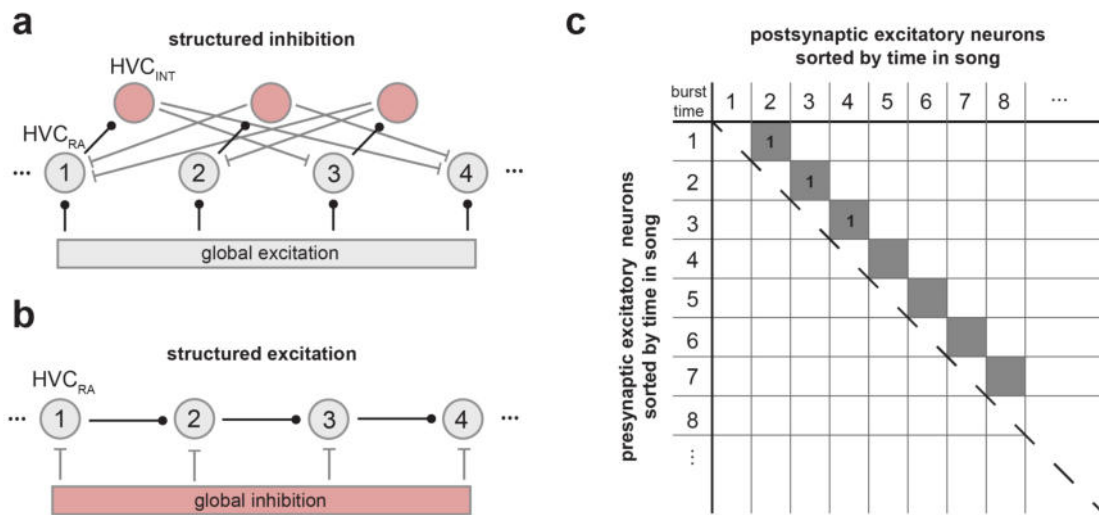 a
structured inhibition
HVC_INT
HVC_RA
... 1 2 3 4 ...
global excitation
b
structured excitation
HVC_RA
... 1 2 3 4 ...
global inhibition
c
postsynaptic excitatory neurons
sorted by time in song
burst
time
1 2 3 4 5 6 7 8 ...
presynaptic excitatory neurons
sorted by time in song
1 1
2 1
3 1
4
5
6
7
8
⋮